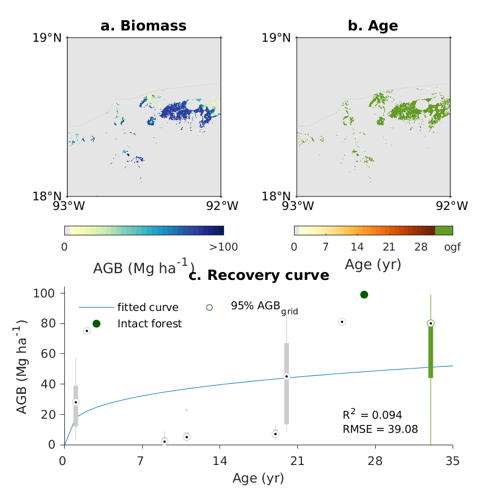 a. Biomass
b. Age
19°N
18°N
93°W
92°W
19°N
18°N
93°W
92°W
0
>100
AGB (Mg ha⁻¹)
0
7
14
21
28
ogf
Age (yr)
c. Recovery curve
fitted curve
Intact forest
95% AGB_grid
AGB (Mg ha⁻¹)
100
80
60
40
20
0
R² = 0.094
RMSE = 39.08
0
7
14
21
28
35
Age (yr)